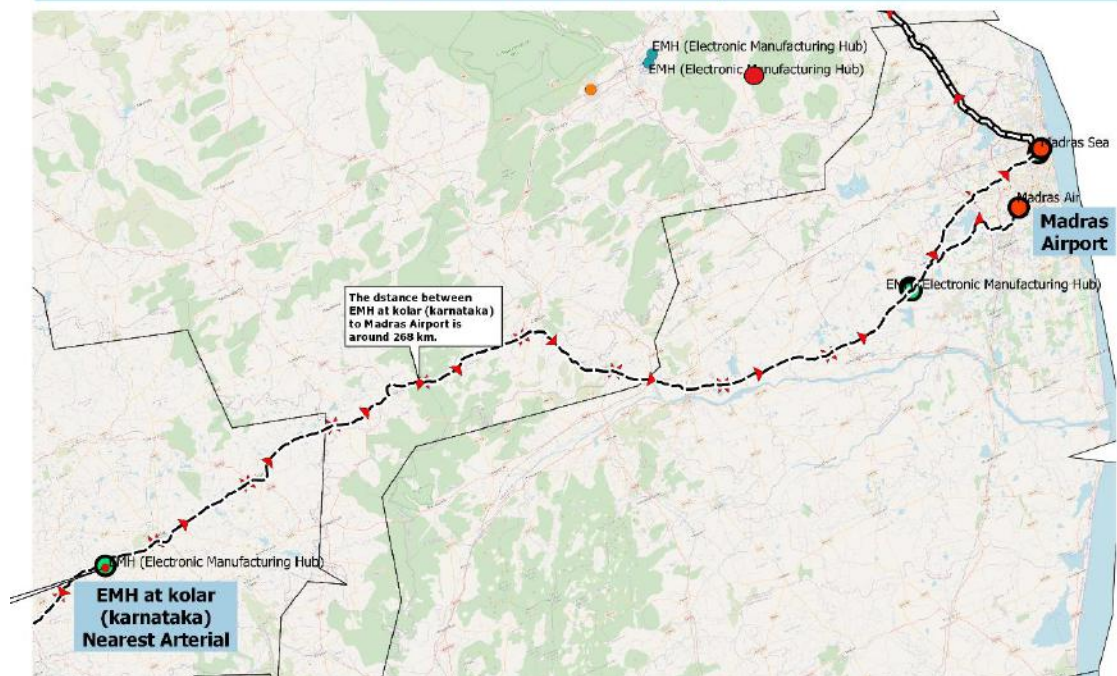 EMH (Electronic Manufacturing Hub)
EMH (Electronic Manufacturing Hub)
Madras Sea
Madras Air
Madras
Airport
EMH (Electronic Manufacturing Hub)
The dstance between
EMH at kolar (karnataka)
to Madras Airport is
around 268 km.
EMH (Electronic Manufacturing Hub)
EMH at kolar
(karnataka)
Nearest Arterial